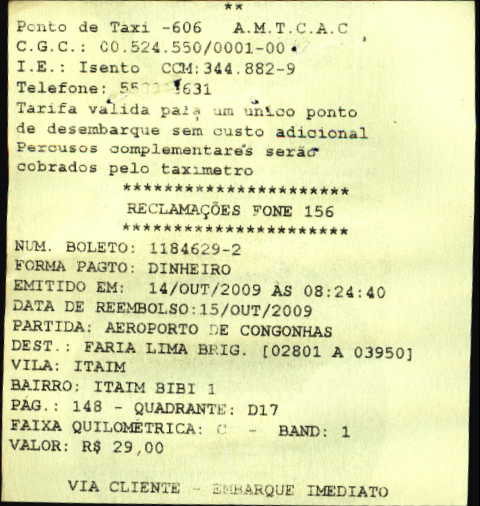 **
Ponto de Taxi -606 A.M.T.C.A.C
C.G.C.: 00.524.550/0001-00
I.E.: Isento CCM:344.882-9
Telefone:
Tarifa valida para um unico ponto
de desembarque sem custo adicional
Percusos complementares serão
cobrados pelo taximetro
**********************
RECLAMAÇÕES FONE 156
**********************
NUM. BOLETO: 1184629-2
FORMA PAGTO: DINHEIRO
EMITIDO EM: 14/OUT/2009 AS 08:24:40
DATA DE REEMBOLSO:15/OUT/2009
PARTIDA: AEROPORTO DE CONGONHAS
DEST.: FARIA LIMA BRIG. [02801 A 03950]
VILA: ITAIM
BAIRRO: ITAIM BIBI 1
PAG.: 148 - QUADRANTE: D17
FAIXA QUILOMÉTRICA: C - BAND: 1
VALOR: R$ 29,00
VIA CLIENTE - EMBARQUE IMEDIATO